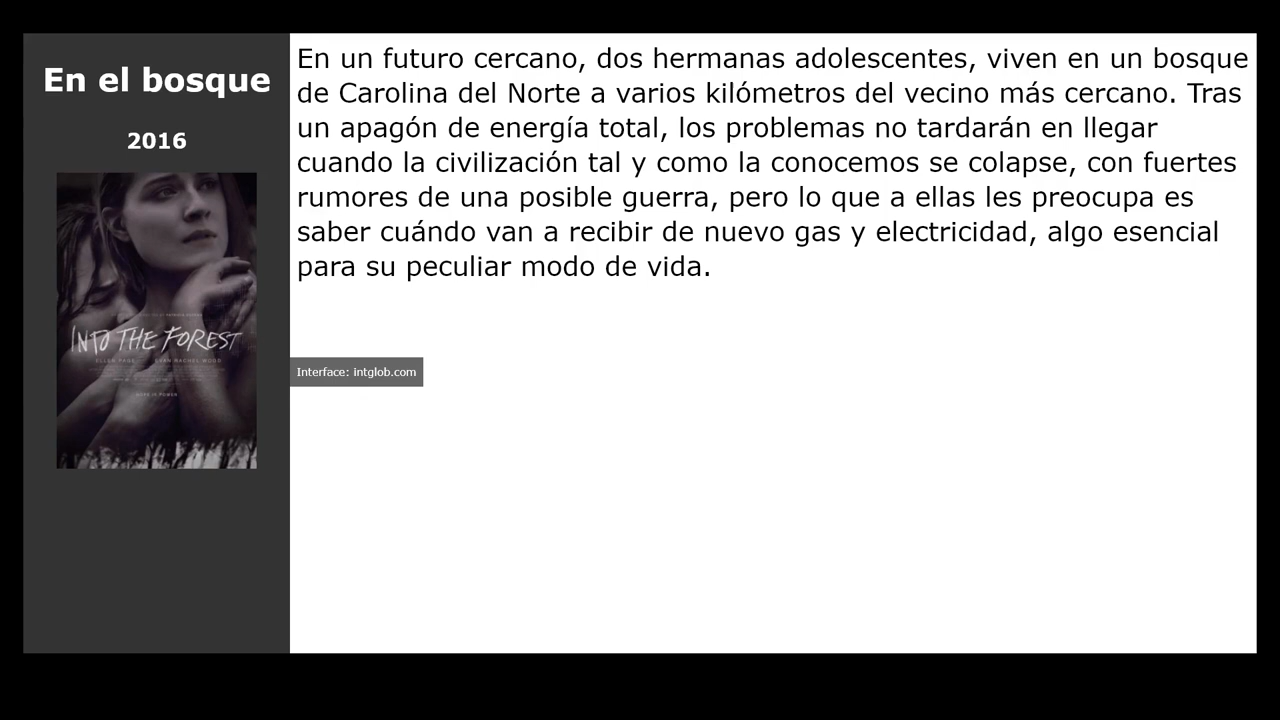 En el bosque
2016
INTO THE FOREST
ELLEN PAGE EVAN RACHEL WOOD
En un futuro cercano, dos hermanas adolescentes, viven en un bosque
de Carolina del Norte a varios kilómetros del vecino más cercano. Tras
un apagón de energía total, los problemas no tardarán en llegar
cuando la civilización tal y como la conocemos se colapse, con fuertes
rumores de una posible guerra, pero lo que a ellas les preocupa es
saber cuándo van a recibir de nuevo gas y electricidad, algo esencial
para su peculiar modo de vida.
Interface: intglob.com